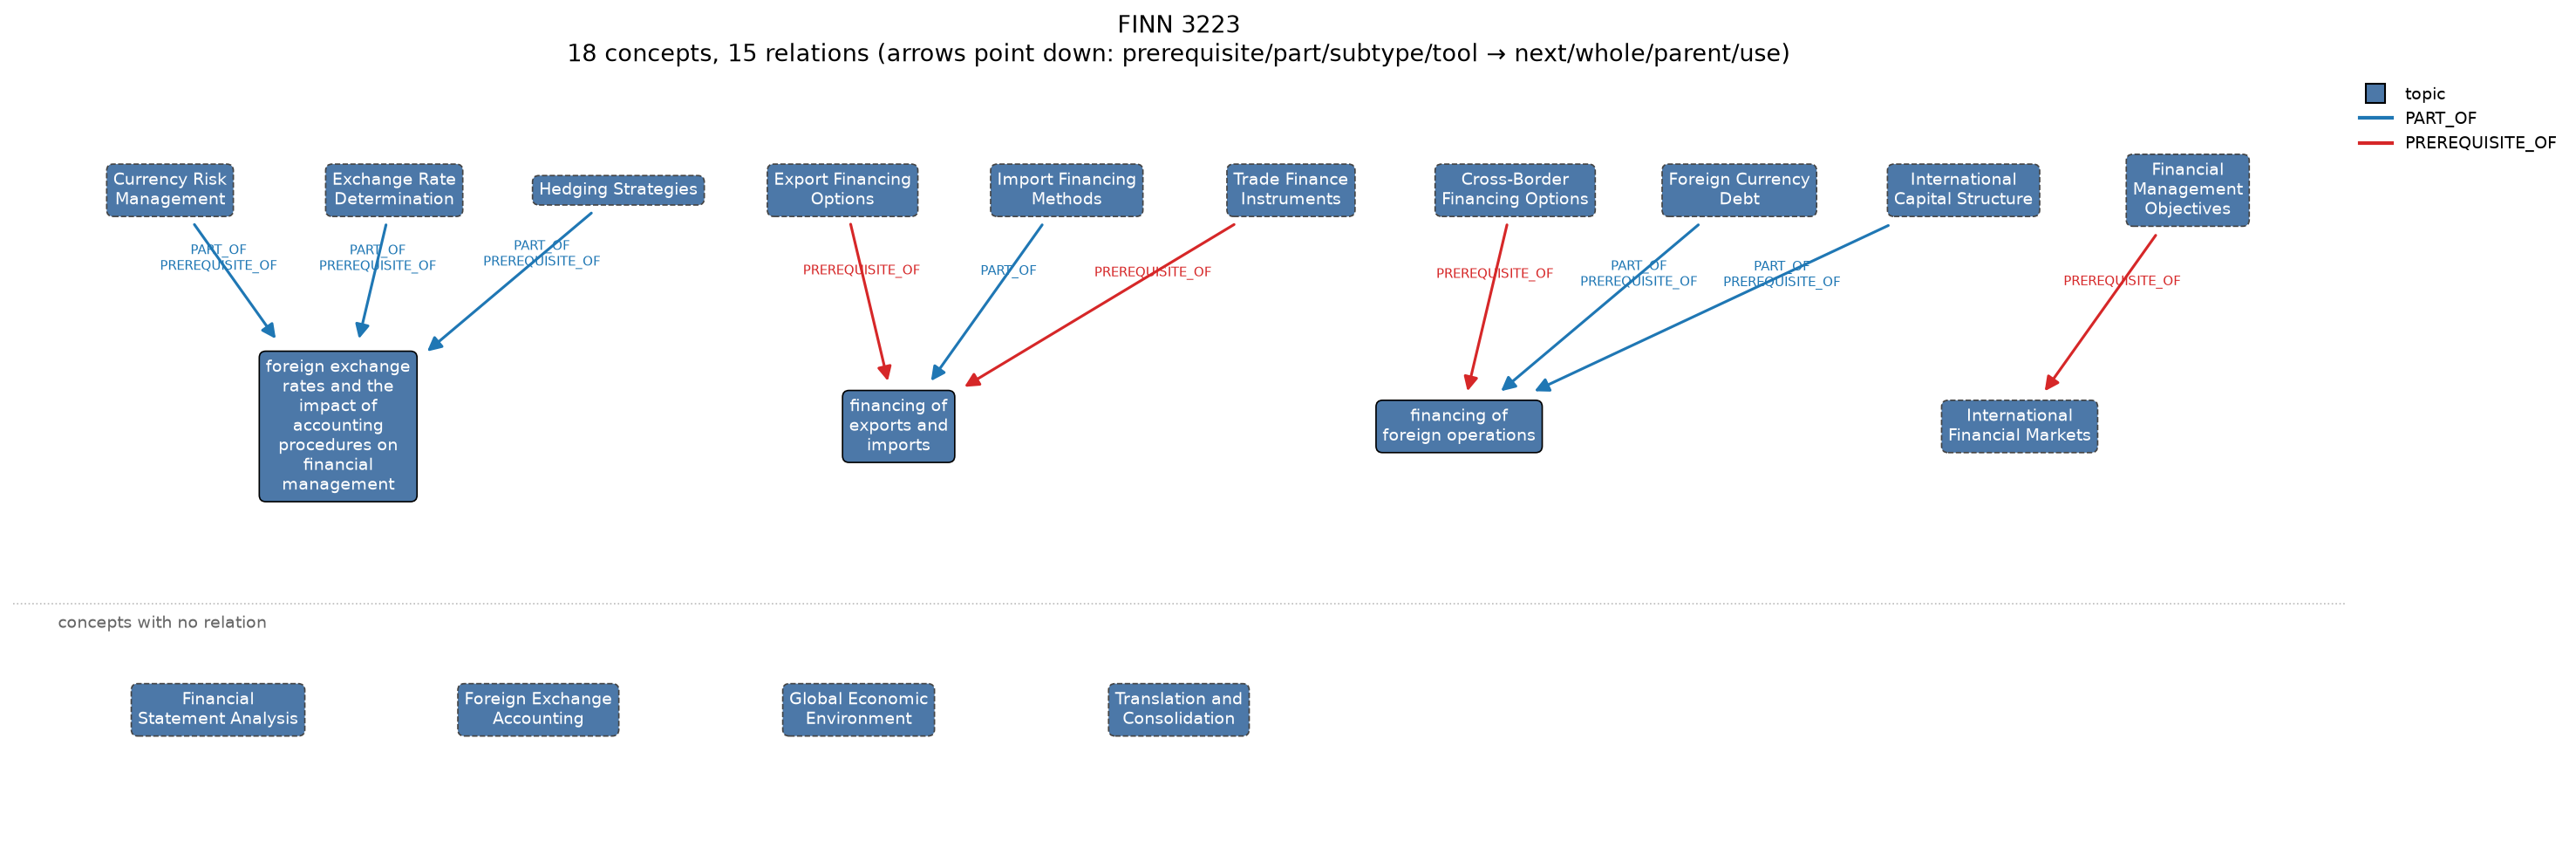 FINN 3223
18 concepts, 15 relations (arrows point down: prerequisite/part/subtype/tool → next/whole/parent/use)
topic
PART_OF
PREREQUISITE_OF
Currency Risk
Management
Exchange Rate
Determination
Hedging Strategies
Export Financing
Options
Import Financing
Methods
Trade Finance
Instruments
Cross-Border
Financing Options
Foreign Currency
Debt
International
Capital Structure
Financial
Management
Objectives
PART_OF
PREREQUISITE_OF
PART_OF
PREREQUISITE_OF
PART_OF
PREREQUISITE_OF
PREREQUISITE_OF
PART_OF
PREREQUISITE_OF
PREREQUISITE_OF
PART_OF
PREREQUISITE_OF
PART_OF
PREREQUISITE_OF
PREREQUISITE_OF
foreign exchange
rates and the
impact of
accounting
procedures on
financial
management
financing of
exports and
imports
financing of
foreign operations
International
Financial Markets
concepts with no relation
Financial
Statement Analysis
Foreign Exchange
Accounting
Global Economic
Environment
Translation and
Consolidation